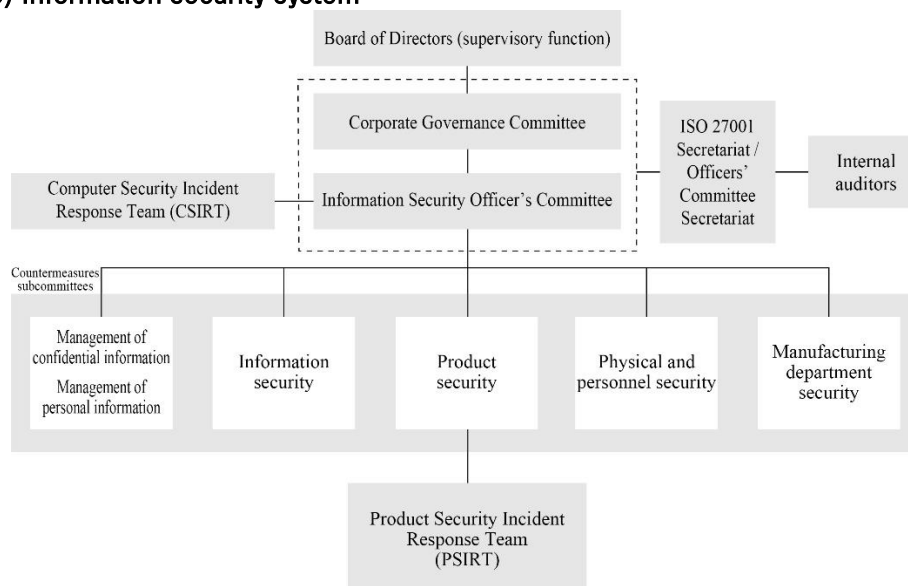 Information security system
Board of Directors (supervisory function)
Corporate Governance Committee
ISO 27001
Secretariat /
Officers'
Committee
Secretariat
Internal
auditors
Computer Security Incident
Response Team (CSIRT)
Information Security Officer's Committee
Countermeasures
subcommittees
Management of
confidential information
Management of
personal information
Information
security
Product
security
Physical and
personnel security
Manufacturing
department
security
Product Security Incident
Response Team
(PSIRT)